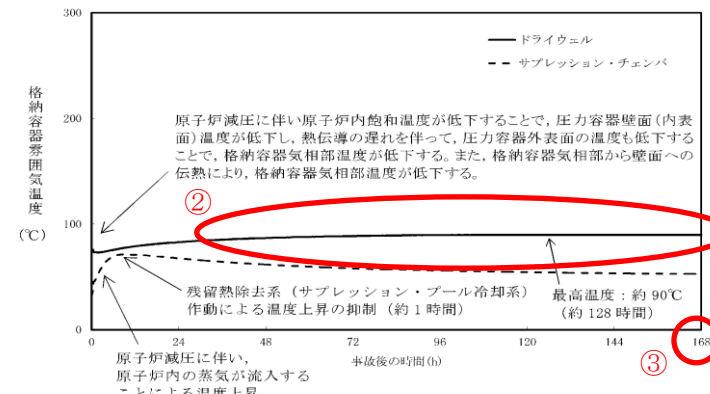 300
200
100
0
格納容器雰囲気温度
(℃)
ドライウェル
サプレッション・チェンバ
原子炉減圧に伴い原子炉内飽和温度が低下することで，圧力容器壁面（内表
面）温度が低下し，熱伝導の遅れを伴って，圧力容器外表面の温度も低下する
ことで，格納容器気相部温度が低下する。また，格納容器気相部から壁面への
伝熱により，格納容器気相部温度が低下する。
②
残留熱除去系（サプレッション・プール冷却系）
作動による温度上昇の抑制（約１時間）
最高温度：約 90℃
（約 128 時間）
0 24 48 72 96 120 144 168
事故後の時間(h)
③
原子炉減圧に伴い，
原子炉内の蒸気が流入する
ことによる温度上昇